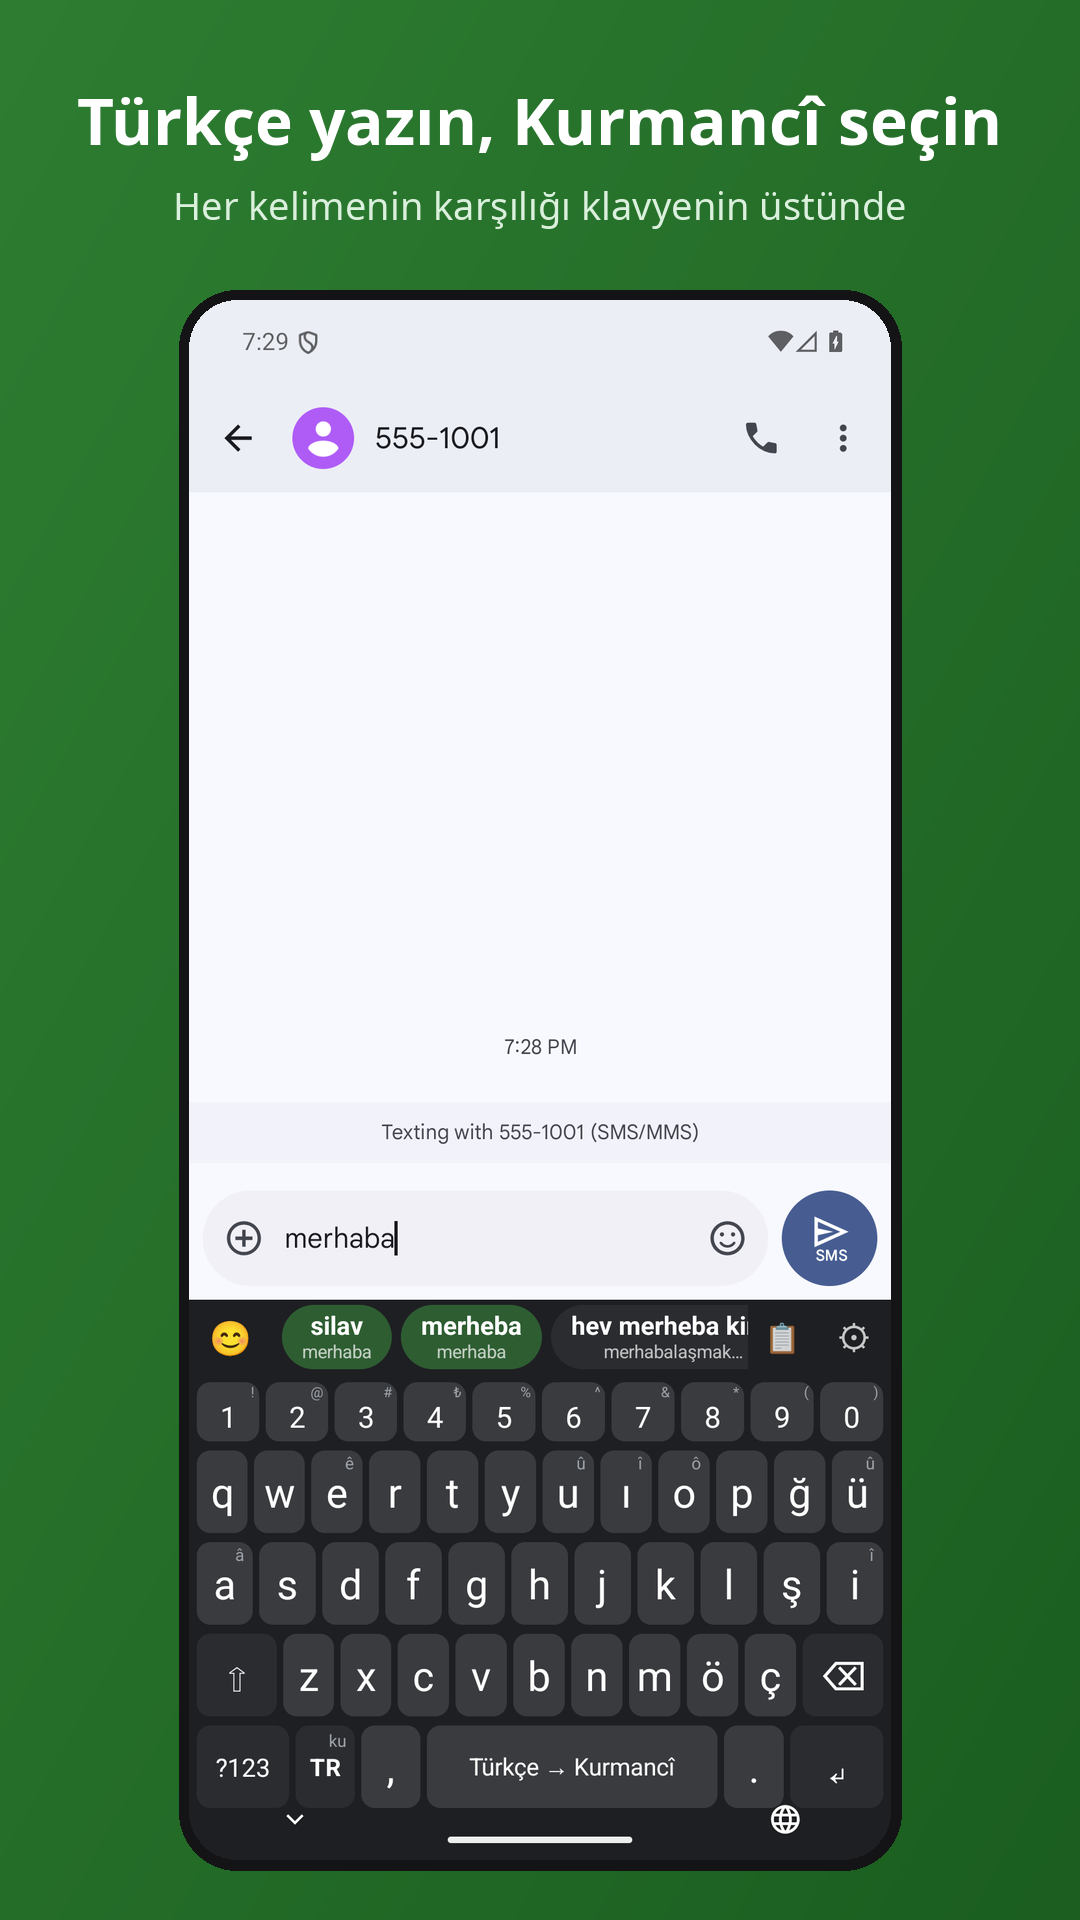 Türkçe yazın, Kurmancî seçin
Her kelimenin karşılığı klavyenin üstünde
7:29
555-1001
7:28 PM
Texting with 555-1001 (SMS/MMS)
merhaba
SMS
silav merheba hev merheba ki
merhaba merhaba merhabalaşmak...
! @ # ₺ % ^ & * ( )
1 2 3 4 5 6 7 8 9 0
ê û î ô û
q w e r t y u ı o p ğ ü
â î
a s d f g h j k l ş i
z x c v b n m ö ç
ku
?123 TR , Türkçe → Kurmancî .